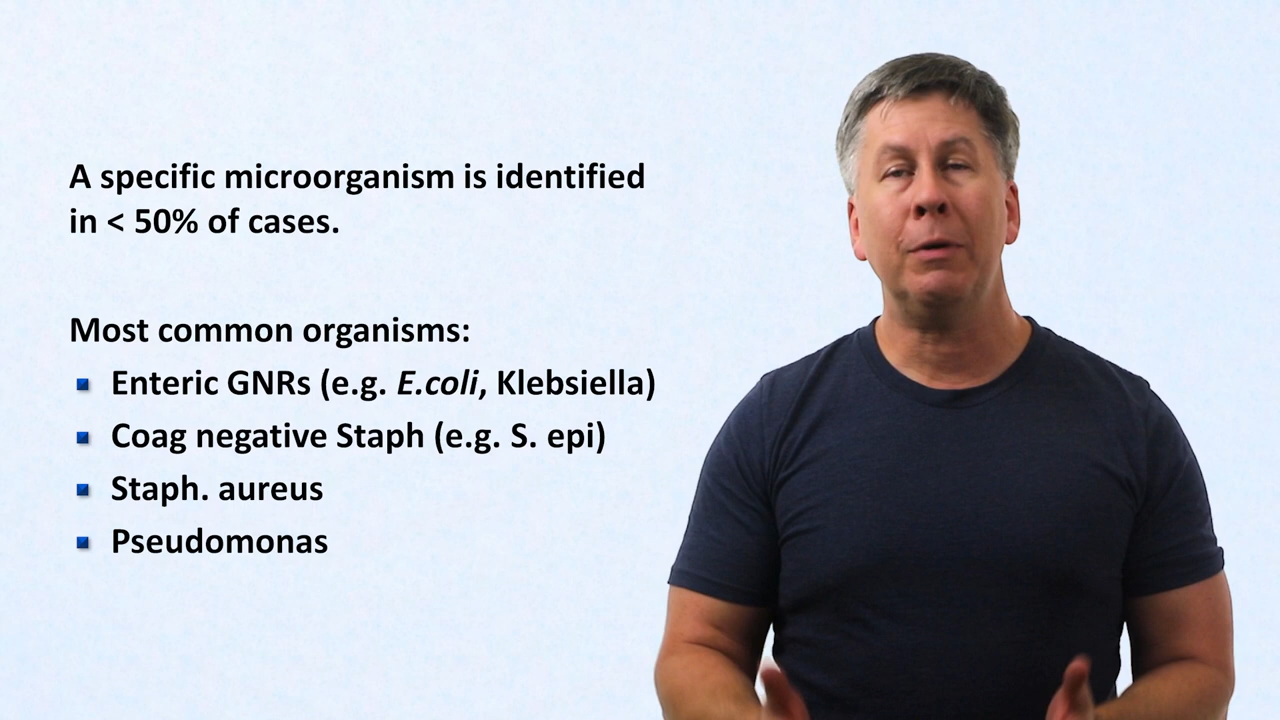 A specific microorganism is identified
in < 50% of cases.
Most common organisms:
Enteric GNRs (e.g. E.coli, Klebsiella)
Coag negative Staph (e.g. S. epi)
Staph. aureus
Pseudomonas